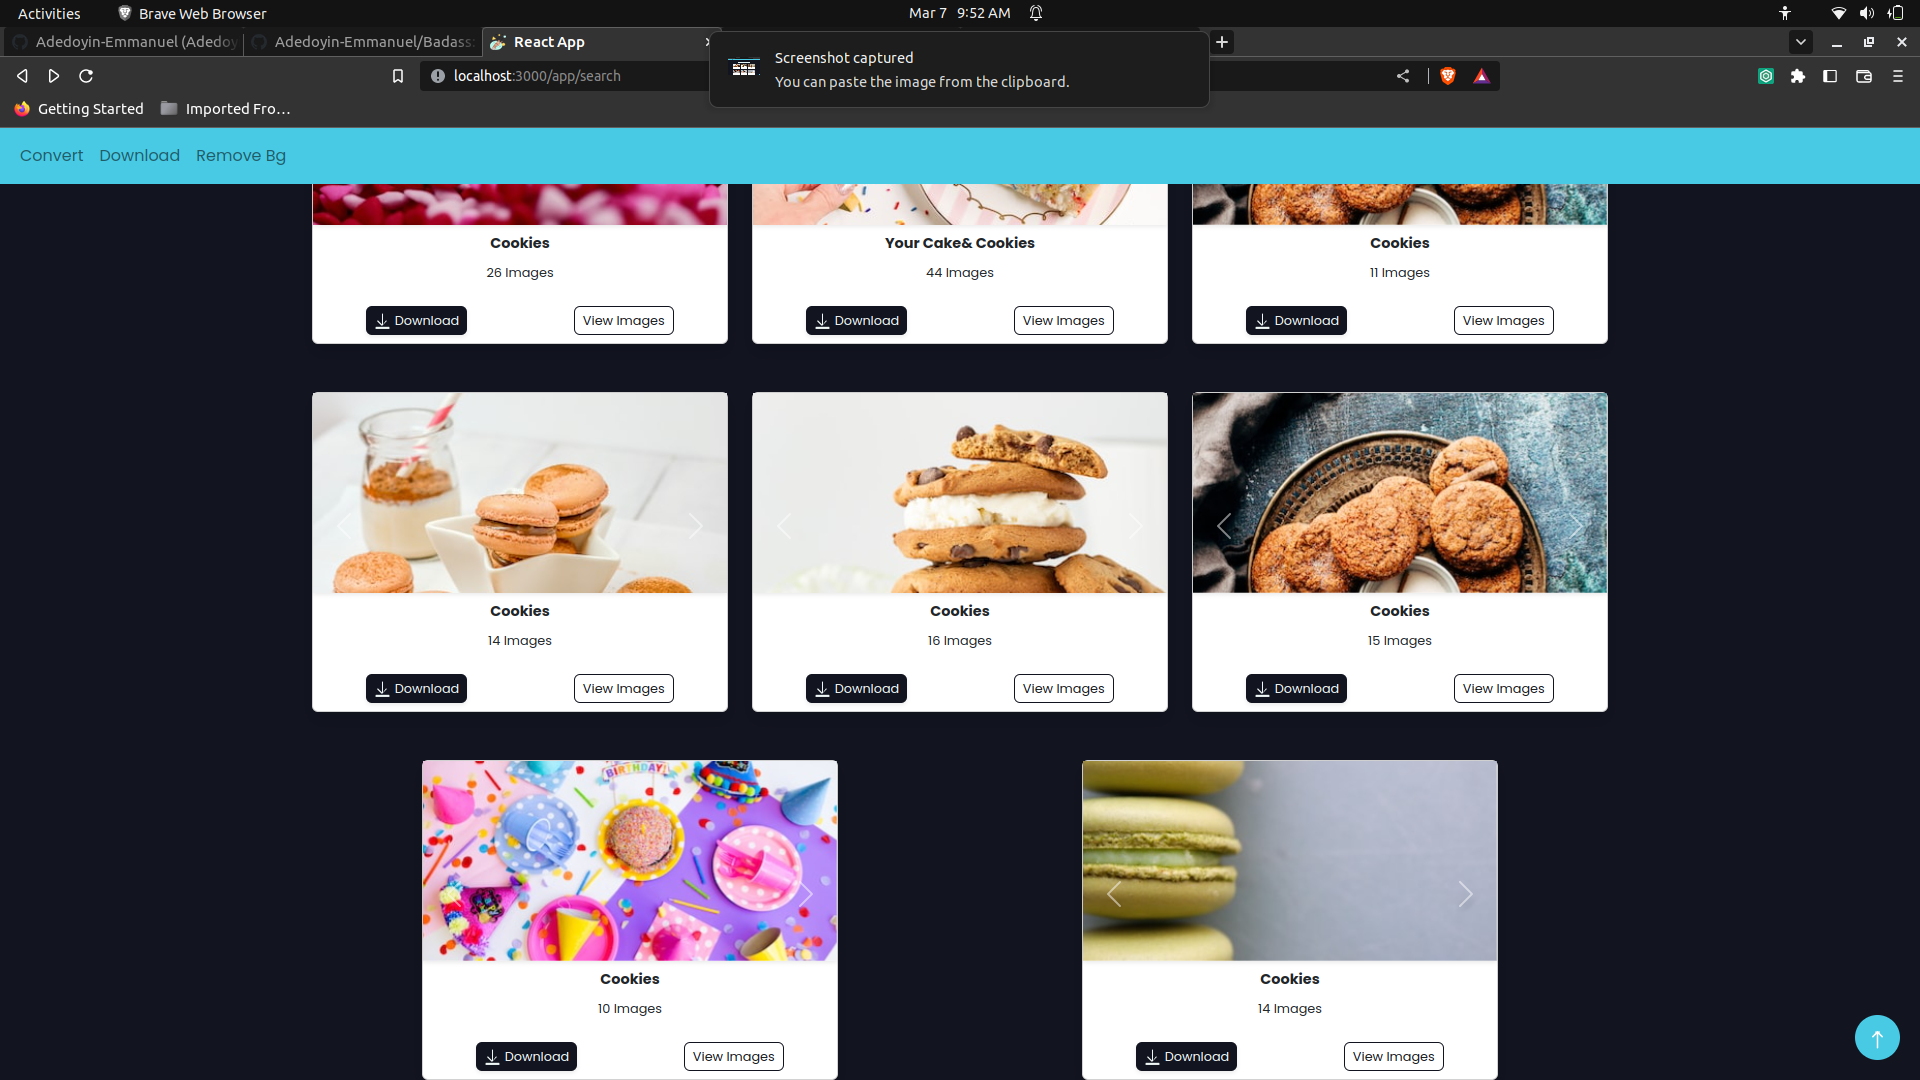 Activities
Brave Web Browser
Mar 7 9:52 AM
Adedoyin-Emmanuel (Adedoy
Adedoyin-Emmanuel/Badass
React App
Screenshot captured
You can paste the image from the clipboard.
localhost:3000/app/search
Getting Started
Imported Fro…
Convert
Download
Remove Bg
Cookies
26 Images
Download
View Images
Your Cake& Cookies
44 Images
Download
View Images
Cookies
11 Images
Download
View Images
Cookies
14 Images
Download
View Images
Cookies
16 Images
Download
View Images
Cookies
15 Images
Download
View Images
BIRTHDAY!
Cookies
10 Images
Download
View Images
Cookies
14 Images
Download
View Images